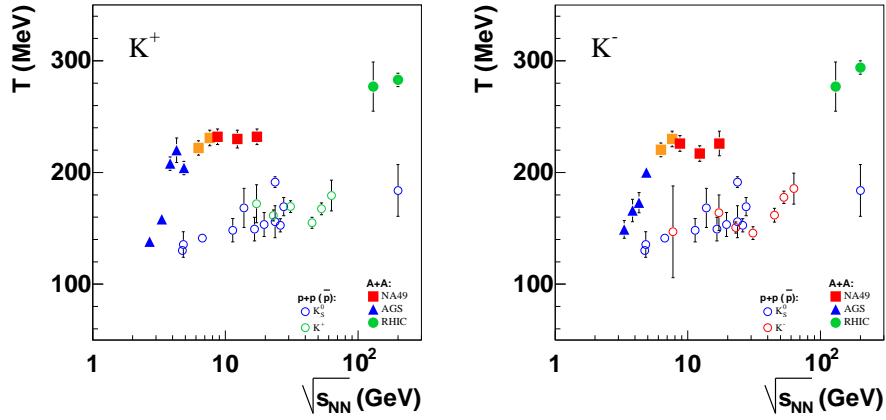 T (MeV)
K+
300
200
100
p+p (p̅):
K0S
K+
A+A:
NA49
AGS
RHIC
1
10
10²
√sNN (GeV)
T (MeV)
K-
300
200
100
p+p (p̅):
K0S
K-
A+A:
NA49
AGS
RHIC
1
10
10²
√sNN (GeV)